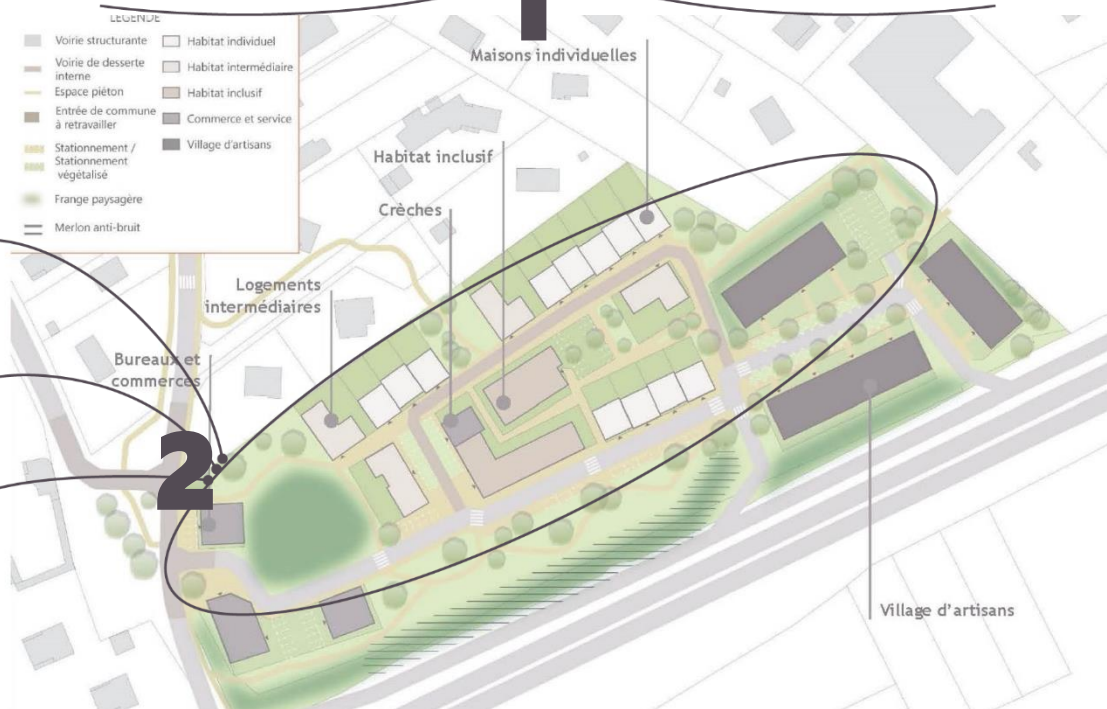 LEGENDE
Voirie structurante
Voirie de desserte
interne
Espace piéton
Entrée de commune
à retravailler
Stationnement /
Stationnement
végétalisé
Frange paysagère
Merlon anti-bruit
Habitat individuel
Habitat intermédiaire
Habitat inclusif
Commerce et service
Village d'artisans
1
Maisons individuelles
Habitat inclusif
Crèches
Logements
intermédiaires
Bureaux et
commerces
2
Village d'artisans